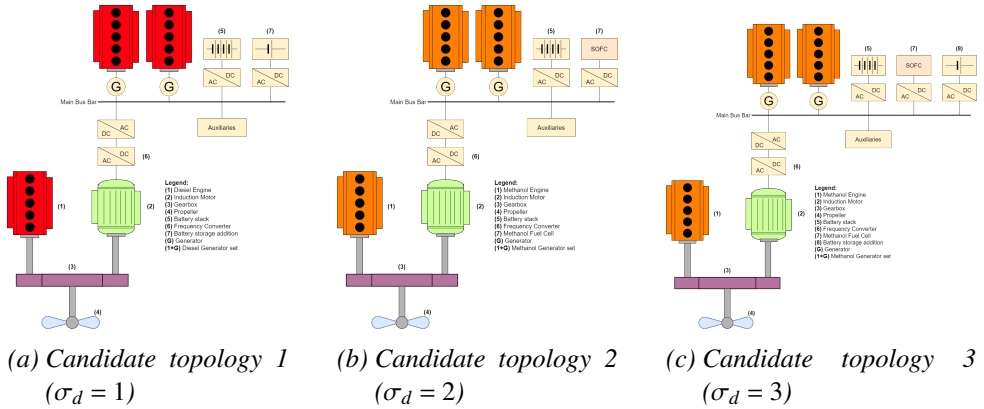 (5)
(7)
DC
AC
DC
AC
G
G
Main Bus Bar
AC
DC
Auxiliaries
DC
AC
(6)
(1)
(2)
Legend:
(1) Diesel Engine
(2) Induction Motor
(3) Gearbox
(4) Propeller
(5) Battery stack
(6) Frequency Converter
(7) Battery storage addition
(G) Generator
(1+G) Diesel Generator set
(3)
(4)
(a) Candidate topology 1
(σd = 1)
(5)
(7)
SOFC
DC
AC
DC
AC
G
G
Main Bus Bar
AC
DC
Auxiliaries
DC
AC
(6)
(1)
(2)
Legend:
(1) Methanol Engine
(2) Induction Motor
(3) Gearbox
(4) Propeller
(5) Battery stack
(6) Frequency Converter
(7) Methanol Fuel Cell
(G) Generator
(1+G) Methanol Generator set
(3)
(4)
(b) Candidate topology 2
(σd = 2)
(5)
(7)
(8)
SOFC
DC
AC
DC
AC
DC
AC
G
G
Main Bus Bar
AC
DC
Auxiliaries
DC
AC
(6)
(1)
(2)
Legend:
(1) Methanol Engine
(2) Induction Motor
(3) Gearbox
(4) Propeller
(5) Battery stack
(6) Frequency Converter
(7) Methanol Fuel Cell
(8) Battery storage addition
(G) Generator
(1+G) Methanol Generator set
(3)
(4)
(c) Candidate topology 3
(σd = 3)